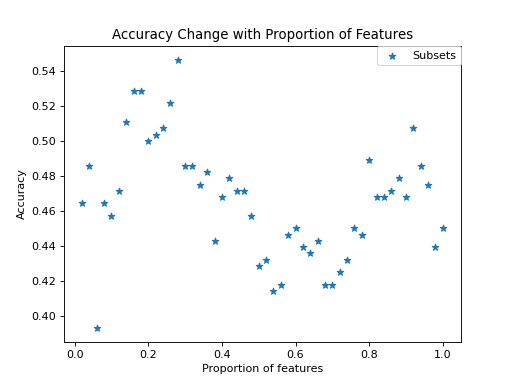 Accuracy Change with Proportion of Features
Subsets
Accuracy
0.54
0.52
0.50
0.48
0.46
0.44
0.42
0.40
0.0 0.2 0.4 0.6 0.8 1.0
Proportion of features